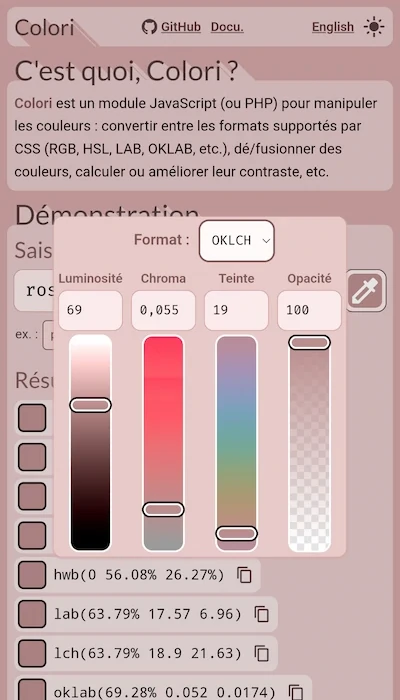 Colori
GitHub Docu. English
C'est quoi, Colori ?
Colori est un module JavaScript (ou PHP) pour manipuler
les couleurs : convertir entre les formats supportés par
CSS (RGB, HSL, LAB, OKLAB, etc.), dé/fusionner des
couleurs, calculer ou améliorer leur contraste, etc.
Démonstration
Format : OKLCH
Sais
Luminosité Chroma Teinte Opacité
ros
69 0,055 19 100
ex. :
Résu
hwb(0 56.08% 26.27%)
lab(63.79% 17.57 6.96)
lch(63.79% 18.9 21.63)
oklab(69.28% 0.052 0.0174)